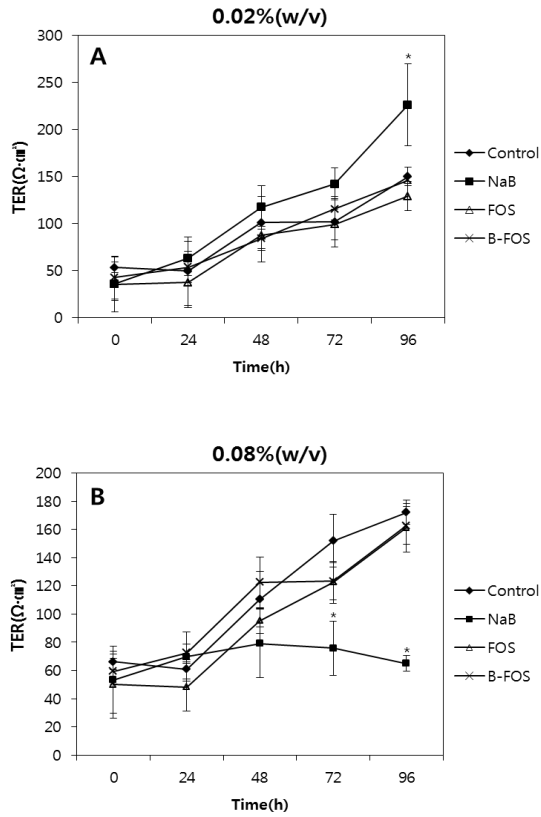 0.02%(w/v)
A
300
250
200
150
100
50
0
TER(Ω·㎠)
*
0 24 48 72 96
Time(h)
Control
NaB
FOS
B-FOS
0.08%(w/v)
B
200
180
160
140
120
100
80
60
40
20
0
TER(Ω·㎠)
*
*
0 24 48 72 96
Time(h)
Control
NaB
FOS
B-FOS